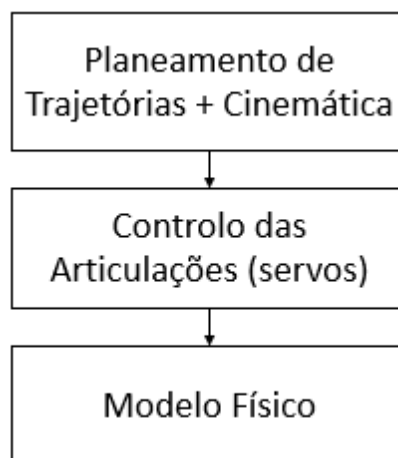 Planeamento de
Trajetórias + Cinemática
Controlo das
Articulações (servos)
Modelo Físico